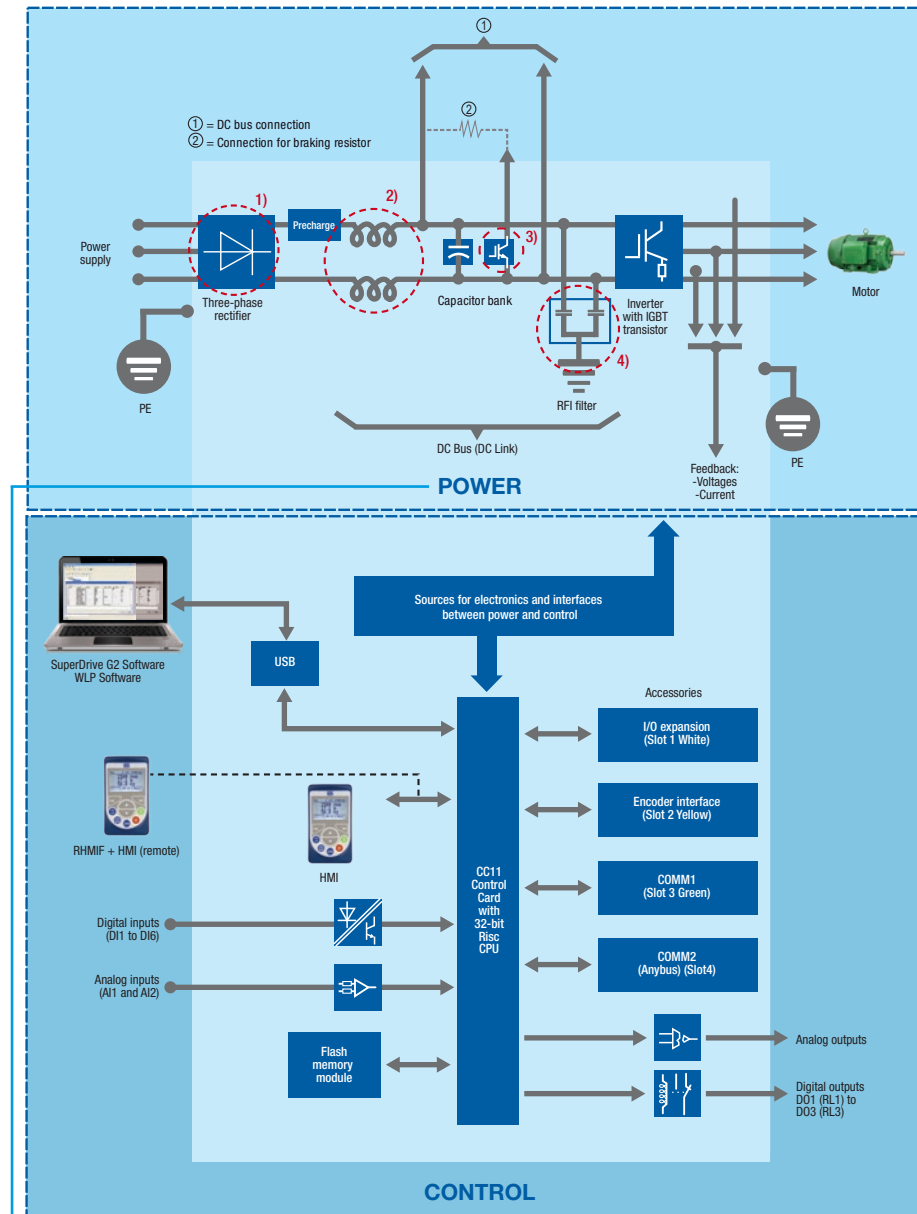 ①
②
① = DC bus connection
② = Connection for braking resistor
1)
2)
Precharge
3)
Power
supply
Three-phase
rectifier
Capacitor bank
Inverter
with IGBT
transistor
Motor
4)
PE
RFI filter
PE
DC Bus (DC Link)
Feedback:
-Voltages
-Current
POWER
Sources for electronics and interfaces
between power and control
SuperDrive G2 Software
WLP Software
USB
Accessories
I/O expansion
(Slot 1 White)
Encoder interface
(Slot 2 Yellow)
RHMIF + HMI (remote)
HMI
CC11
Control
Card
with
32-bit
Risc
CPU
COMM1
(Slot 3 Green)
Digital inputs
(DI1 to DI6)
COMM2
(Anybus) (Slot4)
Analog inputs
(AI1 and AI2)
Flash
memory
module
Analog outputs
Digital outputs
DO1 (RL1) to
DO3 (RL3)
CONTROL